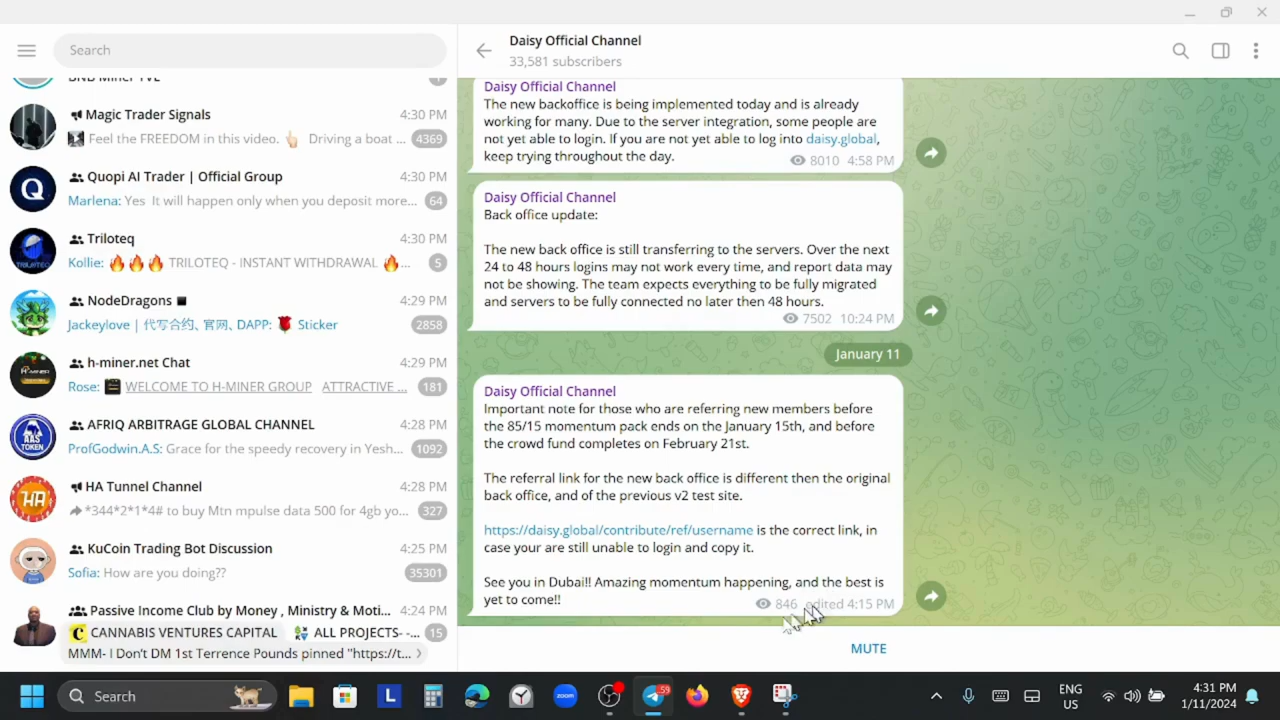 Search
BNB Miner TVL
Magic Trader Signals
4:30 PM
Feel the FREEDOM in this video. 👆🏻 Driving a boat ...
4369
Quopi AI Trader | Official Group
4:30 PM
Marlena: Yes It will happen only when you deposit more...
64
Triloteq
4:30 PM
Kollie: 🔥🔥🔥 TRILOTEQ - INSTANT WITHDRAWAL 🔥...
5
NodeDragons
4:29 PM
Jackeylove | 代写合约、官网、DAPP: 🌹 Sticker
2858
h-miner.net Chat
4:29 PM
Rose: WELCOME TO H-MINER GROUP ATTRACTIVE ...
181
AFRIQ ARBITRAGE GLOBAL CHANNEL
4:28 PM
ProfGodwin.A.S: Grace for the speedy recovery in Yesh...
1092
HA Tunnel Channel
4:28 PM
*344*2*1*4# to buy Mtn mpulse data 500 for 4gb yo...
327
KuCoin Trading Bot Discussion
4:25 PM
Sofia: How are you doing??
35301
Passive Income Club by Money , Ministry & Moti...
4:24 PM
CANNABIS VENTURES CAPITAL ALL PROJECTS- -...
15
MMM- I Don't DM 1st Terrence Pounds pinned "https://t...
Daisy Official Channel
33,581 subscribers
Daisy Official Channel
The new backoffice is being implemented today and is already
working for many. Due to the server integration, some people are
not yet able to login. If you are not yet able to log into daisy.global,
keep trying throughout the day.
8010 4:58 PM
Daisy Official Channel
Back office update:
The new back office is still transferring to the servers. Over the next
24 to 48 hours logins may not work every time, and report data may
not be showing. The team expects everything to be fully migrated
and servers to be fully connected no later then 48 hours.
7502 10:24 PM
January 11
Daisy Official Channel
Important note for those who are referring new members before
the 85/15 momentum pack ends on the January 15th, and before
the crowd fund completes on February 21st.
The referral link for the new back office is different then the original
back office, and of the previous v2 test site.
https://daisy.global/contribute/ref/username is the correct link, in
case your are still unable to login and copy it.
See you in Dubai!! Amazing momentum happening, and the best is
yet to come!!
846 edited 4:15 PM
MUTE
Search
L
zoom
59
ENG
US
4:31 PM
1/11/2024